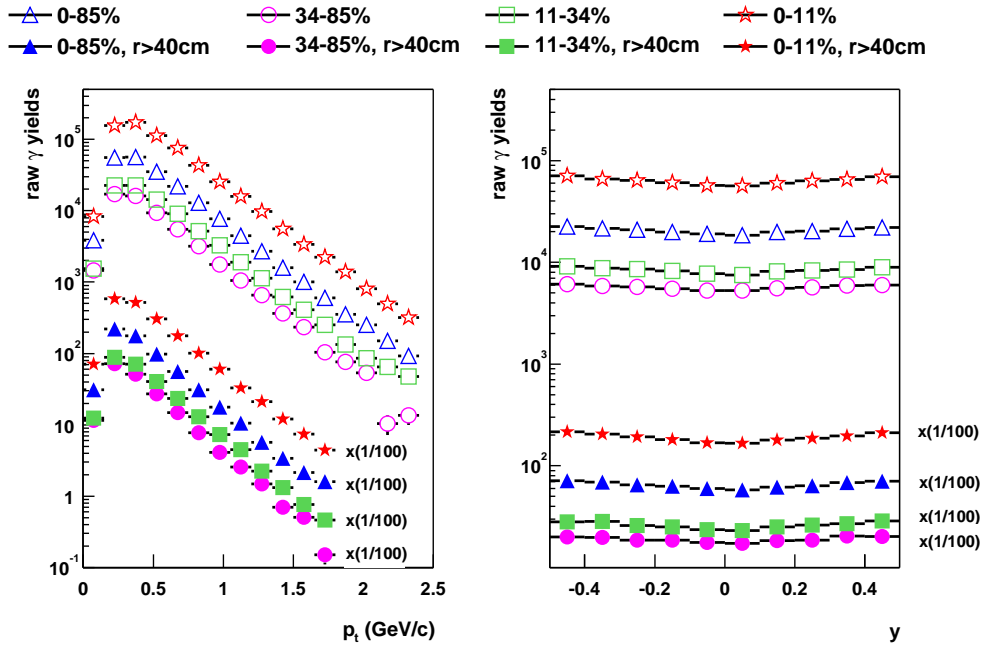 0-85%
34-85%
11-34%
0-11%
0-85%, r>40cm
34-85%, r>40cm
11-34%, r>40cm
0-11%, r>40cm
raw γ yields
10^5
10^4
10^3
10^2
10
1
10^-1
x(1/100)
x(1/100)
x(1/100)
x(1/100)
0
0.5
1
1.5
2
2.5
p_t (GeV/c)
raw γ yields
10^5
10^4
10^3
10^2
x(1/100)
x(1/100)
x(1/100)
x(1/100)
-0.4
-0.2
0
0.2
0.4
y